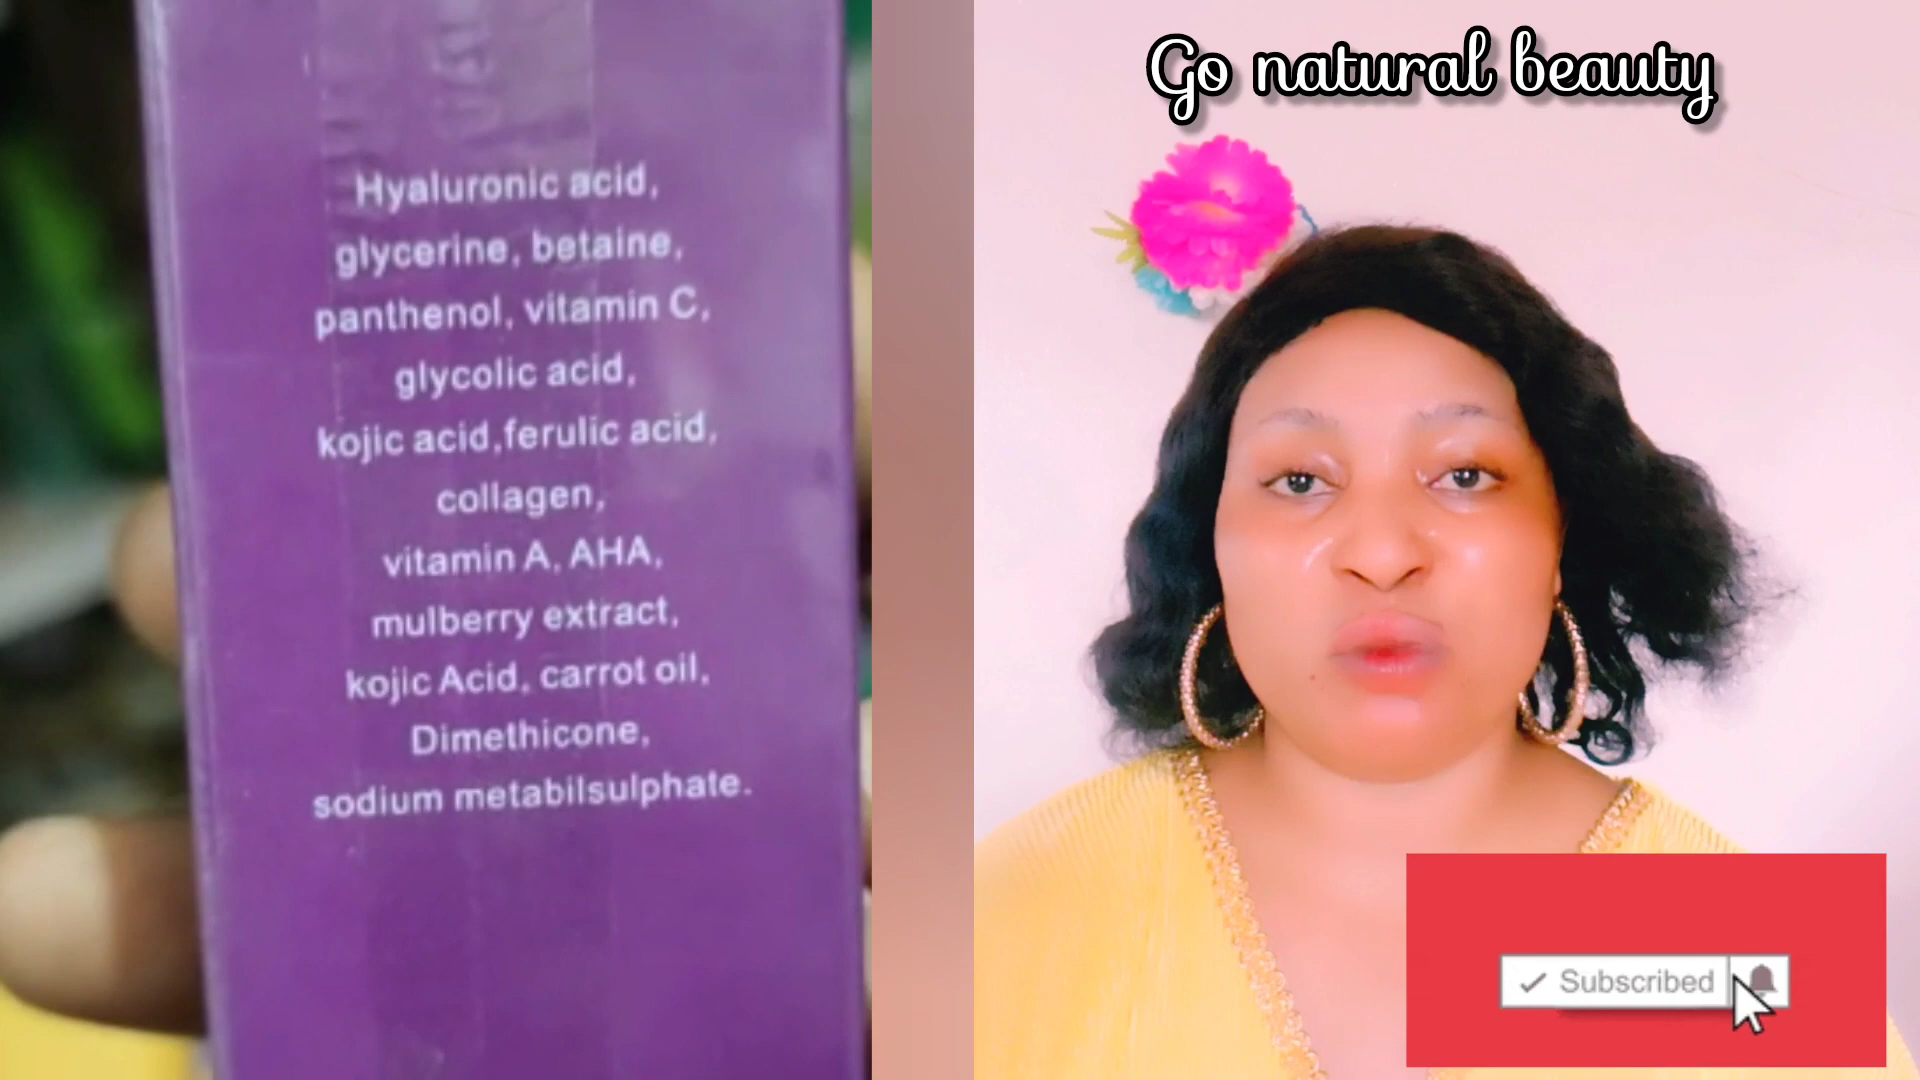 Hyaluronic acid,
glycerine, betaine,
panthenol, vitamin C,
glycolic acid,
kojic acid,ferulic acid,
collagen,
vitamin A, AHA,
mulberry extract,
kojic Acid, carrot oil,
Dimethicone,
sodium metabilsulphate.
Go natural beauty
Subscribed